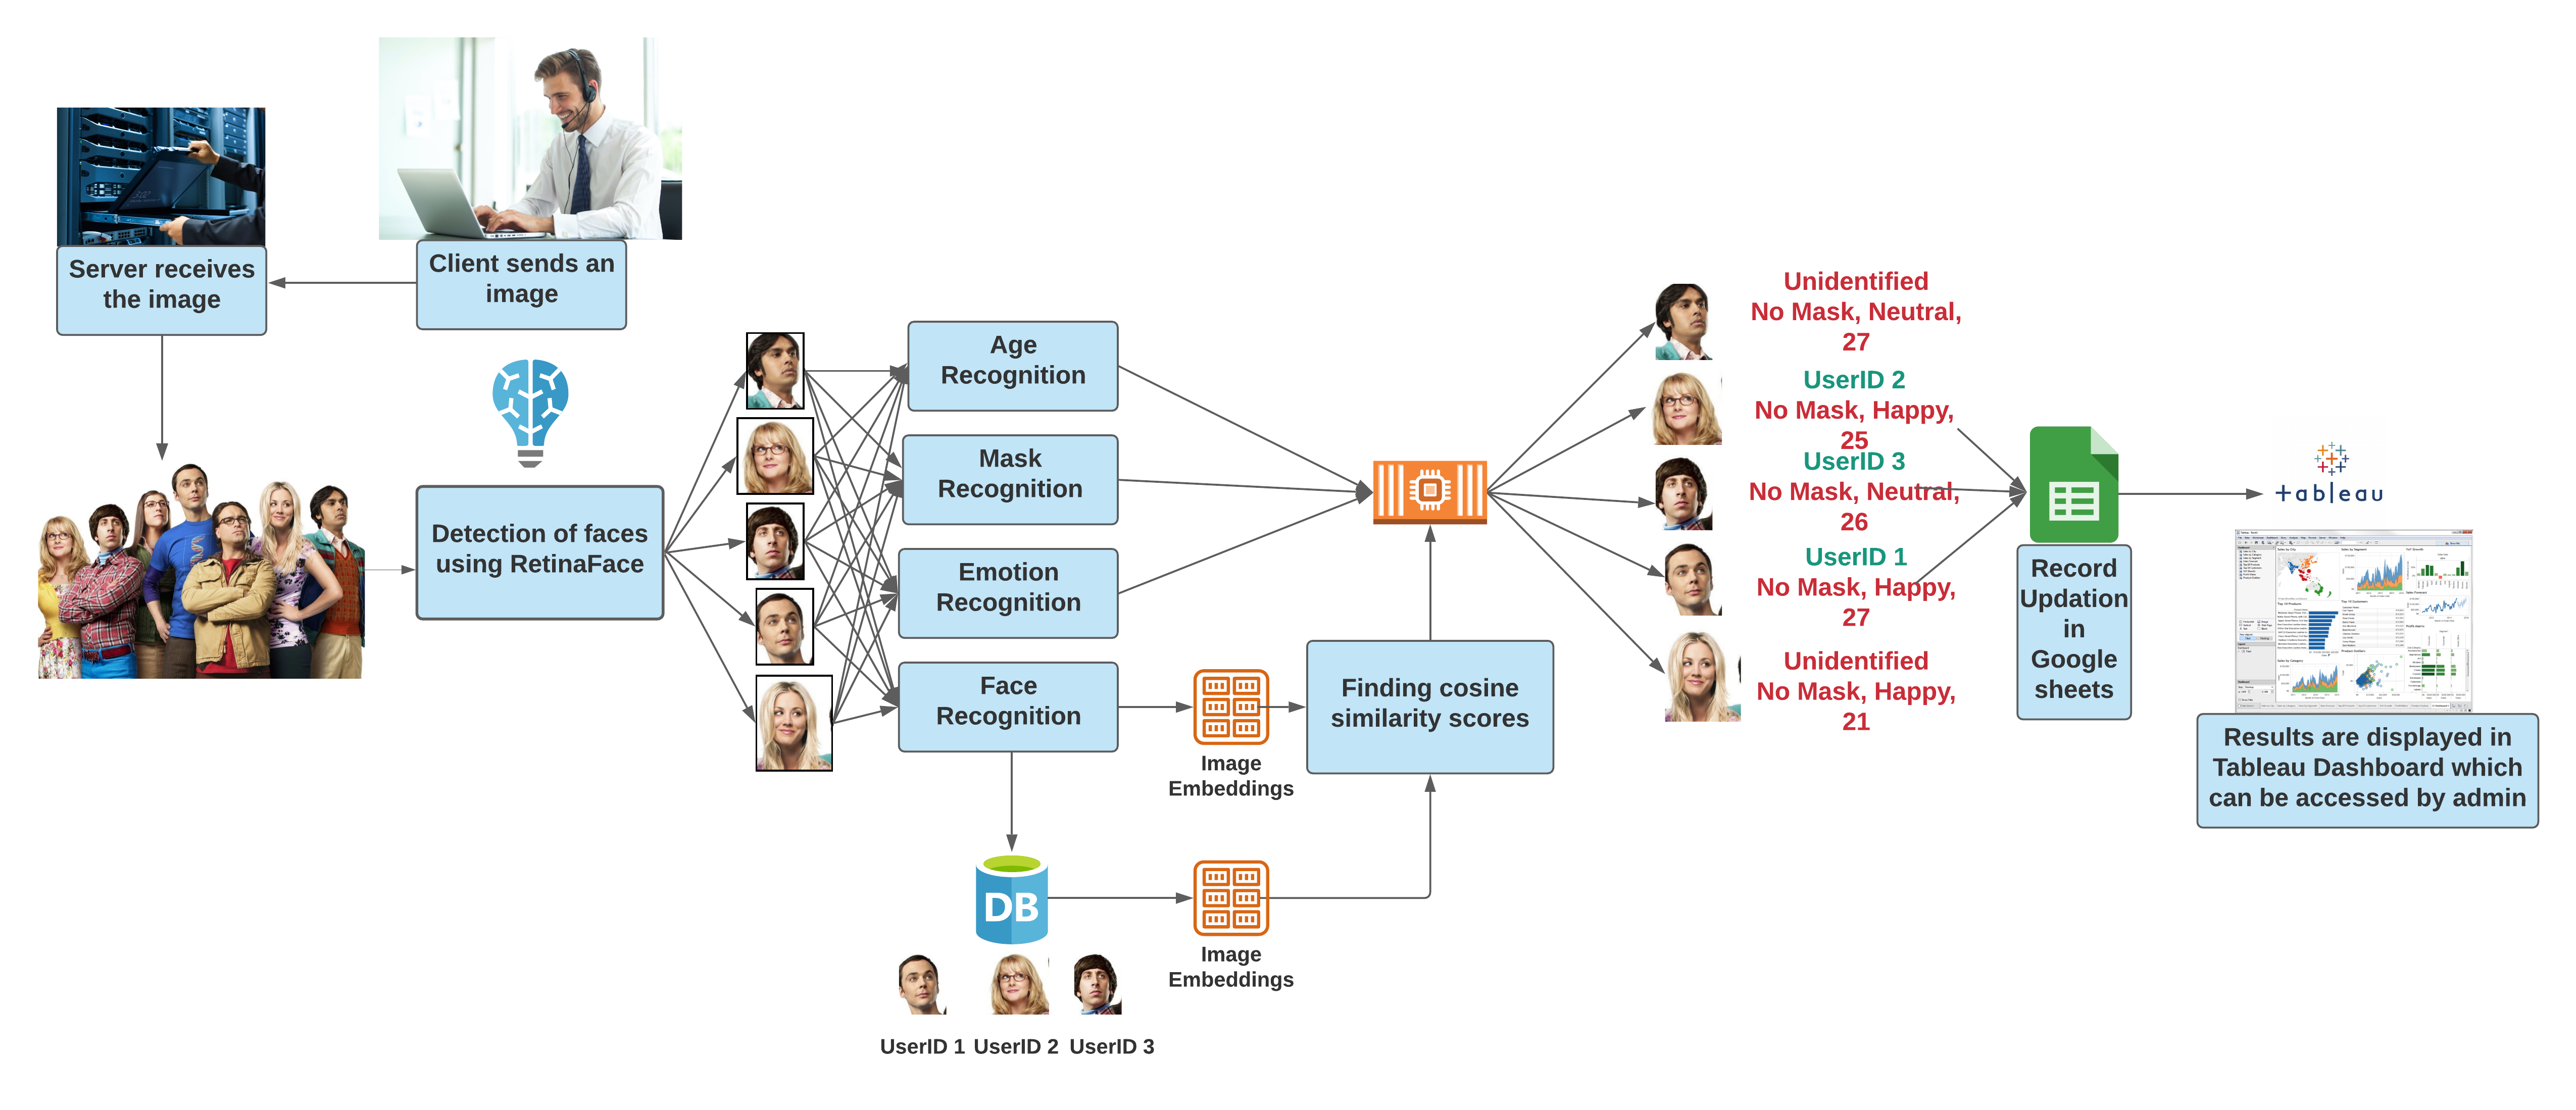 Client sends an
image
Server receives
the image
Detection of faces
using RetinaFace
Age
Recognition
Mask
Recognition
Emotion
Recognition
Face
Recognition
Image
Embeddings
DB
Image
Embeddings
UserID 1
UserID 2
UserID 3
Finding cosine
similarity scores
Unidentified
No Mask, Neutral,
27
UserID 2
No Mask, Happy,
25
UserID 3
No Mask, Neutral,
26
UserID 1
No Mask, Happy,
27
Unidentified
No Mask, Happy,
21
Record
Updation
in
Google
sheets
+ableau
Results are displayed in
Tableau Dashboard which
can be accessed by admin